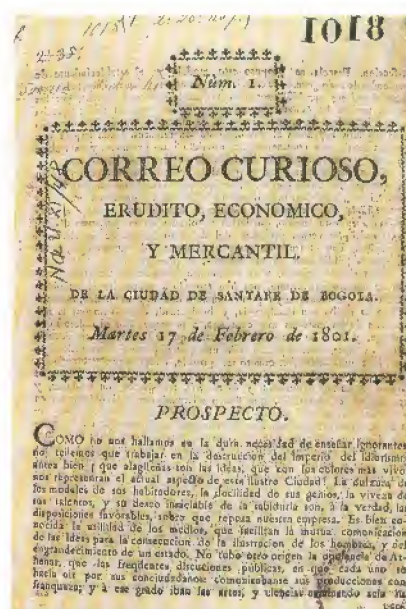 1018
Núm. 1.
CORREO CURIOSO,
ERUDITO, ECONOMICO,
Y MERCANTIL.
DE LA CIUDAD DE SANTAFE DE BOGOTA.
Martes 17 de Febrero de 1801.
PROSPECTO.
COMO no nos hallamos en la dura necesidad de enseñar ignorantes
no tenemos que trabajar en la destruccion del imperio del idiotismo
antes bien ¡ que alagüeñas son las ideas, que con los colores mas vivo
nos representan el actual aspecto de esta ilustre Ciudad! La dulzura de
los modales de sus habitadores, la docilidad de sus genios, la viveza de
sus talentos, y su deseo insaciable de la sabiduria son, à la verdad, las
disposiciones favorables, sobre que reposa nuestra empresa. Es bien co-
nocida la utilidad de los medios, que facilitan la mutua comunicacion
de las Ideas para la consecucion de la ilustracion de los hombres, y del
engrandecimiento de un estado. No tubo otro origen la opulencia de At-
henas, que las freqüentes discuciones publicas, en que cada uno se
hacia oir por sus conciudadanos: comunicabanse sus producciones con
franqueza; y à ese grado iban las artes, y ciencias